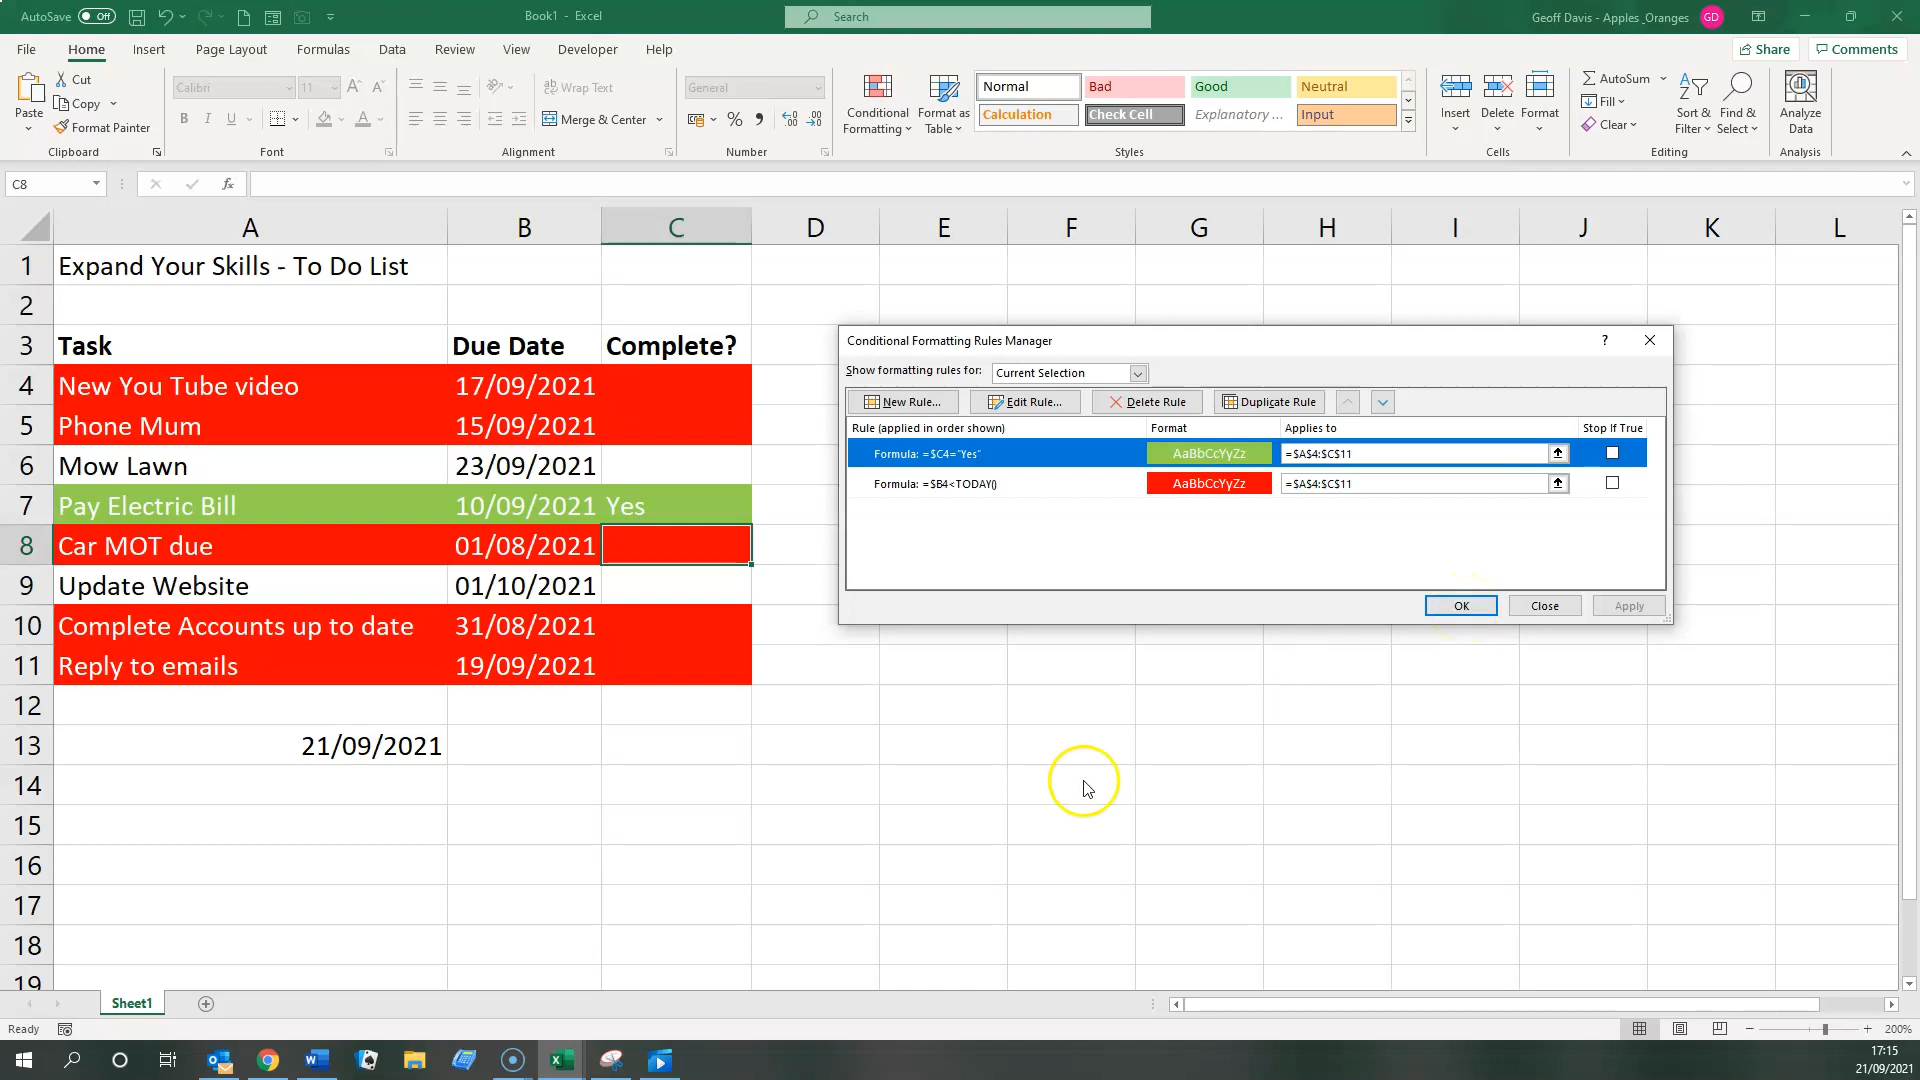 AutoSave Off
Book1 - Excel
Search
Geoff Davis - Apples_Oranges GD
File Home Insert Page Layout Formulas Data Review View Developer Help
Share Comments
Paste
Cut
Copy
Format Painter
Clipboard
Calibri 11
B I U A
Font
Wrap Text
Merge & Center
Alignment
General
% ,
Number
Conditional Formatting
Format as Table
Normal Bad Good Neutral
Calculation Check Cell Explanatory ... Input
Styles
Insert Delete Format
Cells
AutoSum
Fill
Clear
Sort & Filter
Find & Select
Editing
Analyze Data
Analysis
C8
fx
A B C D E F G H I J K L
1 Expand Your Skills - To Do List
2
3 Task Due Date Complete?
4 New You Tube video 17/09/2021
5 Phone Mum 15/09/2021
6 Mow Lawn 23/09/2021
7 Pay Electric Bill 10/09/2021 Yes
8 Car MOT due 01/08/2021
9 Update Website 01/10/2021
10 Complete Accounts up to date 31/08/2021
11 Reply to emails 19/09/2021
12
13 21/09/2021
14
15
16
17
18
19
Conditional Formatting Rules Manager ?
Show formatting rules for: Current Selection
New Rule... Edit Rule... Delete Rule Duplicate Rule
Rule (applied in order shown) Format Applies to Stop If True
Formula: =$C4="Yes" AaBbCcYyZz =$A$4:$C$11
Formula: =$B4<TODAY() AaBbCcYyZz =$A$4:$C$11
OK Close Apply
Sheet1
Ready
200%
17:15
21/09/2021